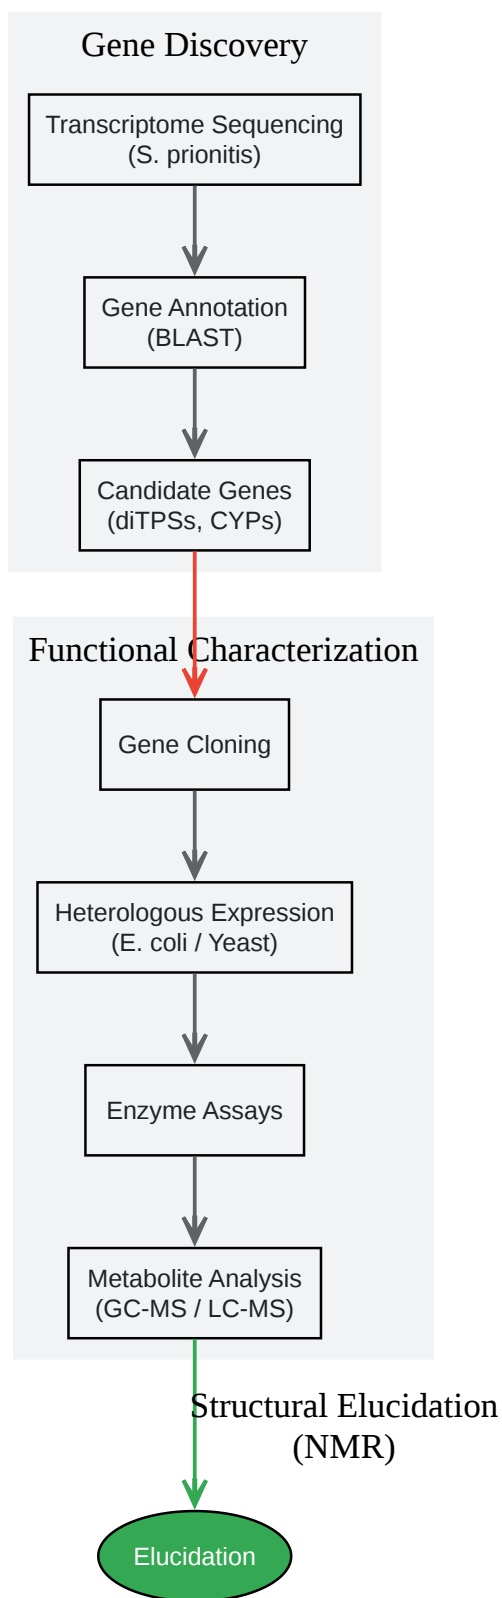 Gene Discovery
Transcriptome Sequencing
(S. prionitis)
Gene Annotation
(BLAST)
Candidate Genes
(diTPSs, CYPs)
Functional Characterization
Gene Cloning
Heterologous Expression
(E. coli / Yeast)
Enzyme Assays
Metabolite Analysis
(GC-MS / LC-MS)
Structural Elucidation
(NMR)
Elucidation